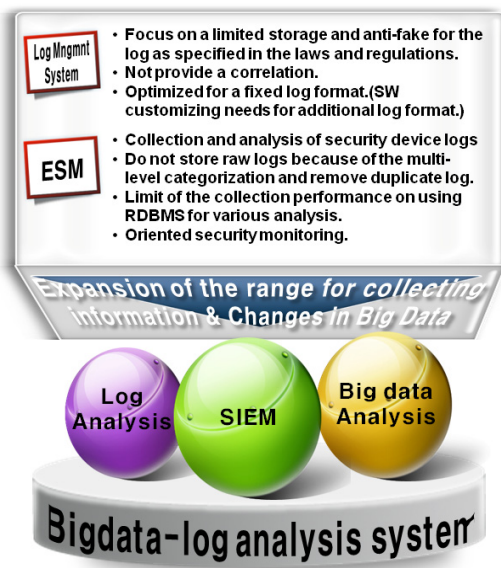 Log Mngmnt
System
• Focus on a limited storage and anti-fake for the
log as specified in the laws and regulations.
• Not provide a correlation.
• Optimized for a fixed log format.(SW
customizing needs for additional log format.)
ESM
• Collection and analysis of security device logs
• Do not store raw logs because of the multi-
level categorization and remove duplicate log.
• Limit of the collection performance on using
RDBMS for various analysis.
• Oriented security monitoring.
Expansion of the range for collecting
information & Changes In Big Data
Log
Analysis
SIEM
Big data
Analysis
Bigdata-log analysis system